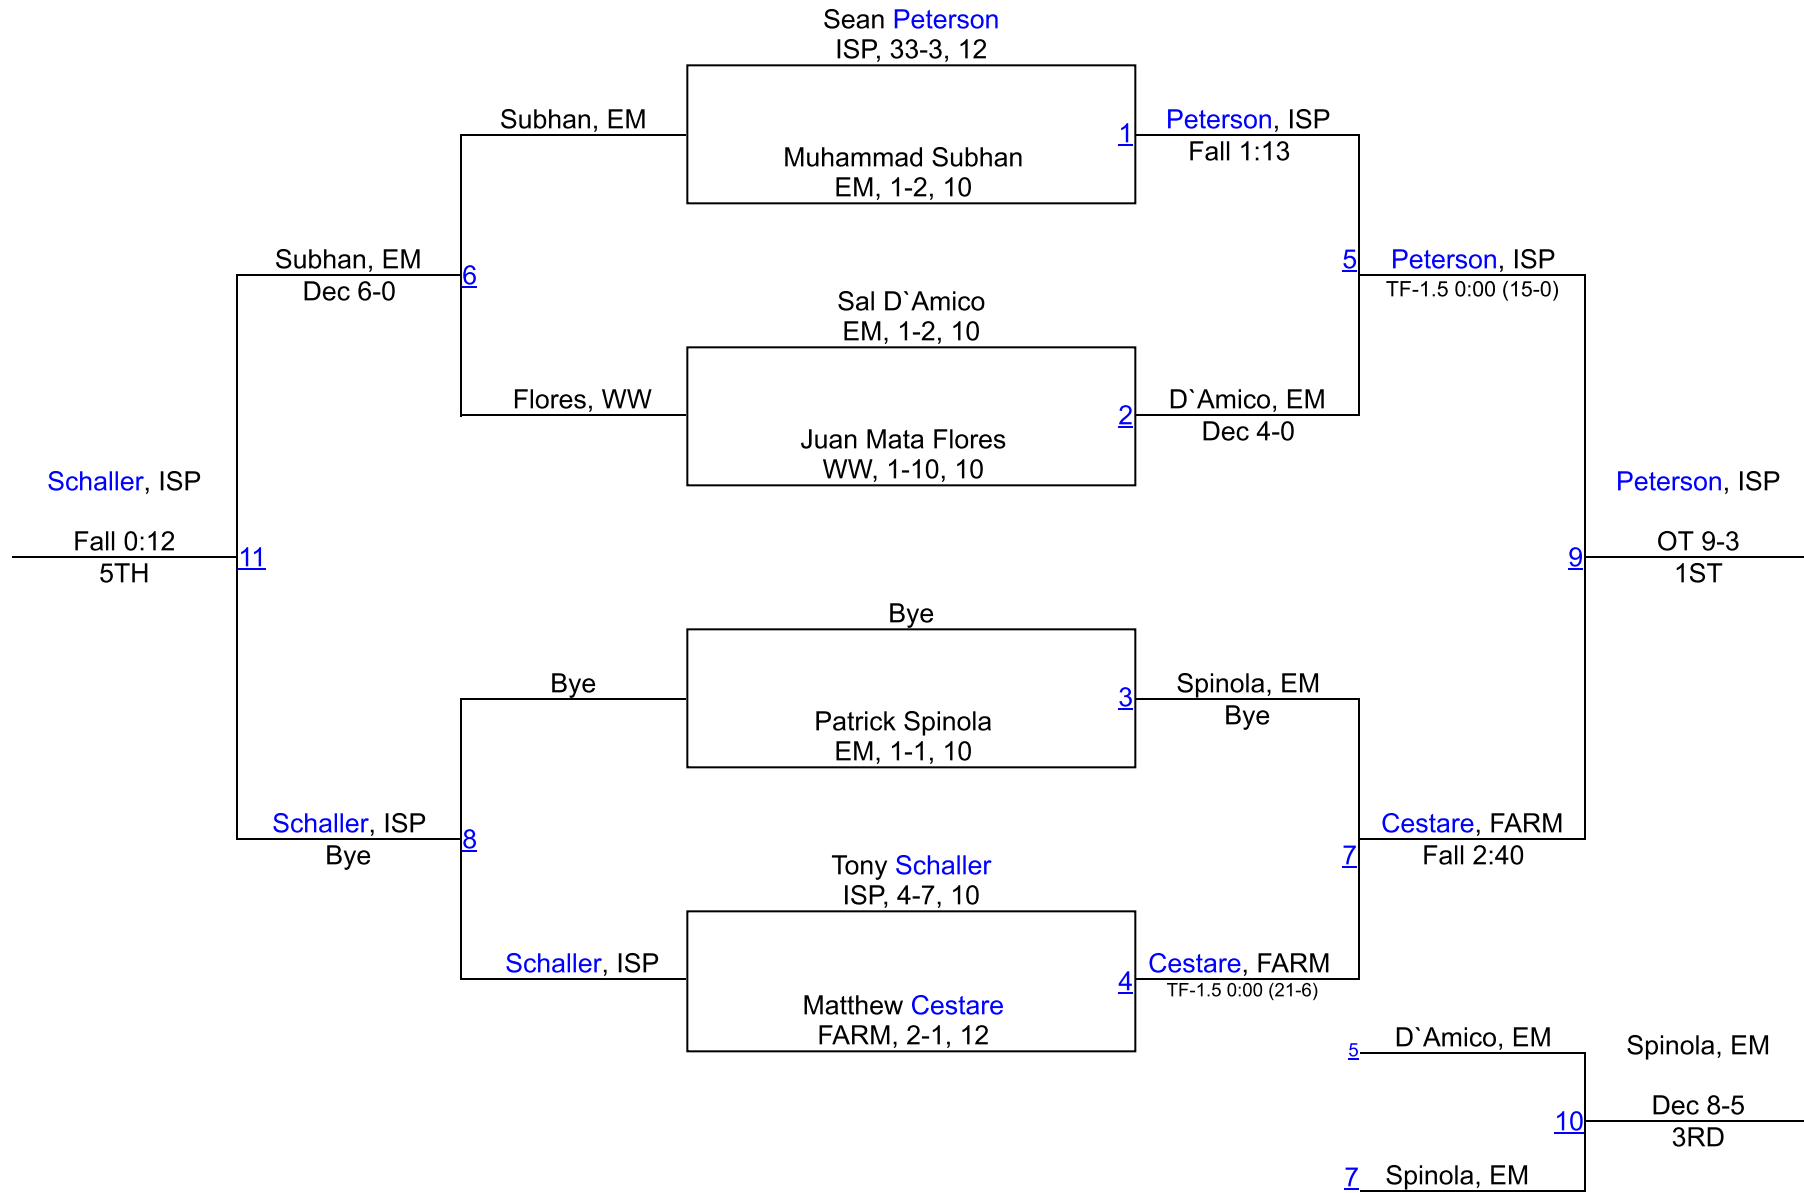 Sean Peterson
ISP, 33-3, 12
Subhan, EM
1
Peterson, ISP
Fall 1:13
Muhammad Subhan
EM, 1-2, 10
Subhan, EM
Dec 6-0
6
5
Peterson, ISP
TF-1.5 0:00 (15-0)
Sal D`Amico
EM, 1-2, 10
Flores, WW
2
D`Amico, EM
Dec 4-0
Juan Mata Flores
WW, 1-10, 10
Schaller, ISP
Fall 0:12
5TH
11
9
Peterson, ISP
OT 9-3
1ST
Bye
Bye
3
Spinola, EM
Bye
Patrick Spinola
EM, 1-1, 10
Schaller, ISP
Bye
8
7
Cestare, FARM
Fall 2:40
Tony Schaller
ISP, 4-7, 10
Schaller, ISP
4
Cestare, FARM
TF-1.5 0:00 (21-6)
Matthew Cestare
FARM, 2-1, 12
5
D`Amico, EM
Spinola, EM
10
Dec 8-5
3RD
7
Spinola, EM